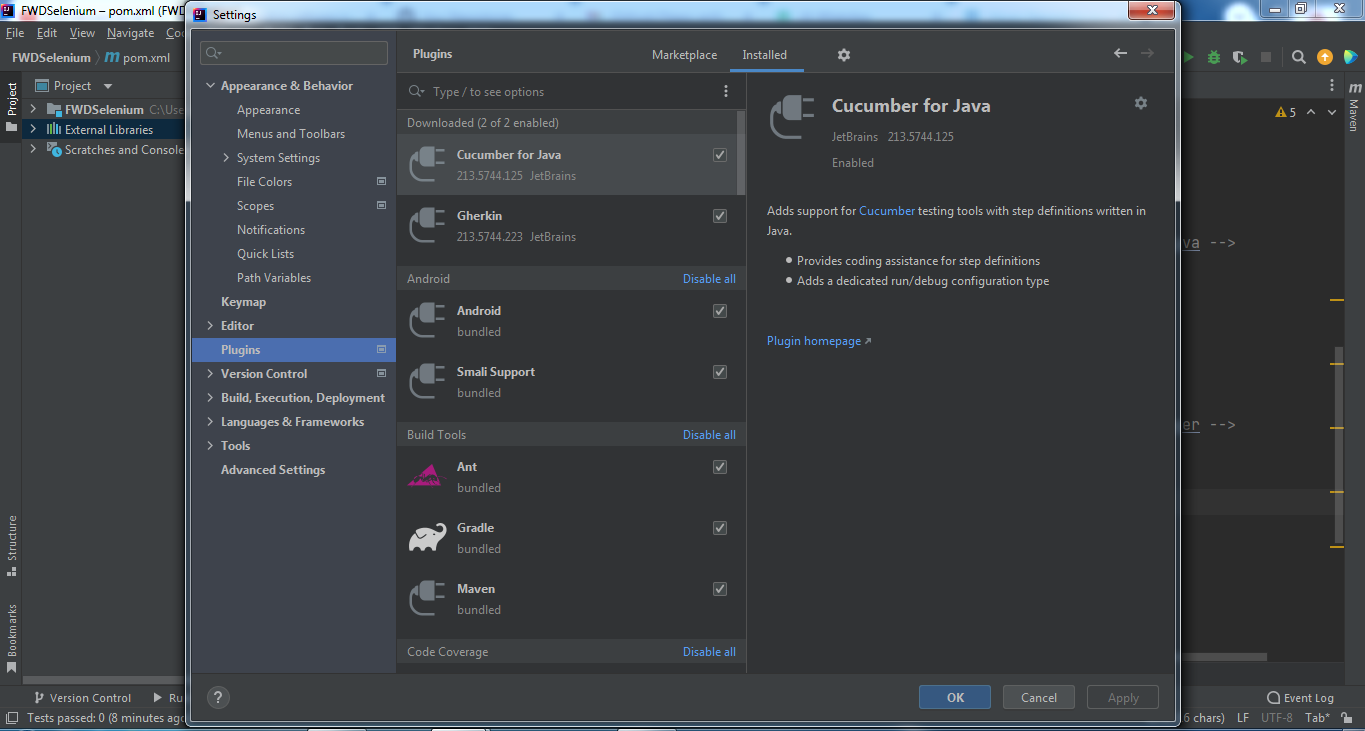 FWDSelenium – pom.xml (FWD
Settings
File Edit View Navigate Co
FWDSelenium pom.xml
Project
FWDSelenium C:\Use
External Libraries
Scratches and Console
Project
Structure
Bookmarks
Appearance & Behavior
Appearance
Menus and Toolbars
System Settings
File Colors
Scopes
Notifications
Quick Lists
Path Variables
Keymap
Editor
Plugins
Version Control
Build, Execution, Deployment
Languages & Frameworks
Tools
Advanced Settings
Plugins Marketplace Installed
Type / to see options
Downloaded (2 of 2 enabled)
Cucumber for Java
213.5744.125 JetBrains
Gherkin
213.5744.223 JetBrains
Android Disable all
Android
bundled
Smali Support
bundled
Build Tools Disable all
Ant
bundled
Gradle
bundled
Maven
bundled
Code Coverage Disable all
Cucumber for Java
JetBrains 213.5744.125
Enabled
Adds support for Cucumber testing tools with step definitions written in
Java.
Provides coding assistance for step definitions
Adds a dedicated run/debug configuration type
Plugin homepage ↗
? OK Cancel Apply
5
m
Maven
va -->
er -->
Version Control Ru
Event Log
Tests passed: 0 (8 minutes ago
6 chars) LF UTF-8 Tab*